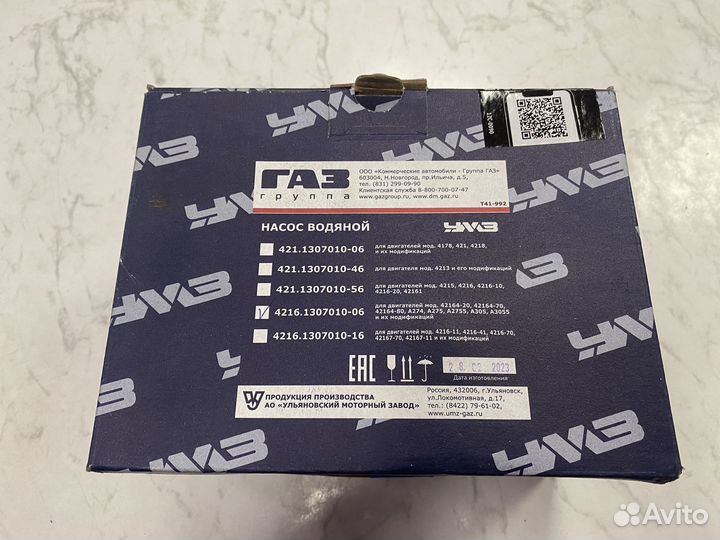 УМЗ
ГАЗ
группа
ООО «Коммерческие автомобили - Группа ГАЗ»
603004, Н.Новгород, пр.Ильича, д.5,
тел. (831) 299-09-90
Клиентская служба 8-800-700-07-47
www.gazgroup.ru, www.dm.gaz.ru
T41-992
НАСОС ВОДЯНОЙ
УМЗ
421.1307010-06
для двигателей мод. 4178, 421, 4218,
и их модификаций
421.1307010-46
для двигателя мод. 4213 и его модификаций
421.1307010-56
для двигателей мод. 4215, 4216, 4216-10,
4216-20, 42161
4216.1307010-06
для двигателей мод. 42164-20, 42164-70,
42164-80, А274, А275, А2755, А305, А3055
и их модификаций
4216.1307010-16
для двигателей мод. 4216-11, 4216-41, 4216-70,
42167-70, 42167-11 и их модификаций
ЕАС
28 02 2023
Дата изготовления
ПРОДУКЦИЯ ПРОИЗВОДСТВА
АО «УЛЬЯНОВСКИЙ МОТОРНЫЙ ЗАВОД»
Россия, 432006, г.Ульяновск,
ул.Локомотивная, д.17,
тел.: (8422) 79-61-02,
www.umz-gaz.ru
УМЗ
УМЗ
УМЗ
УМЗ
Avito